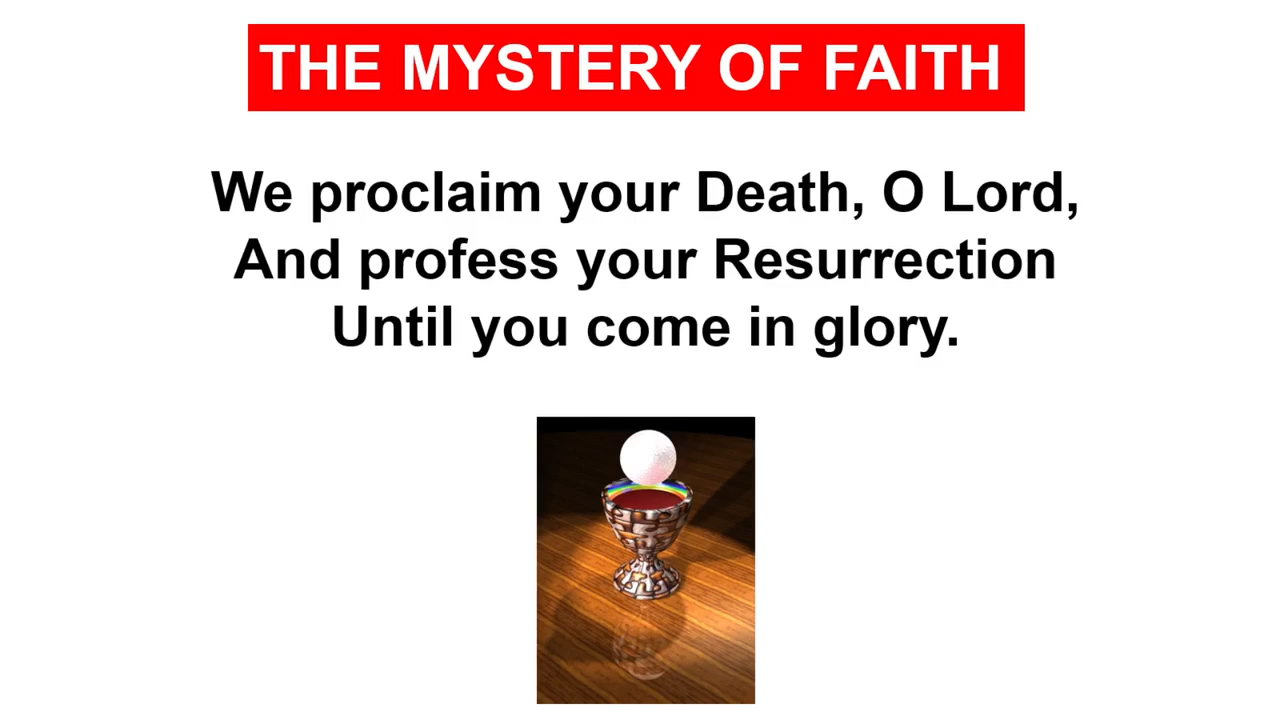 THE MYSTERY OF FAITH
We proclaim your Death, O Lord,
And profess your Resurrection
Until you come in glory.